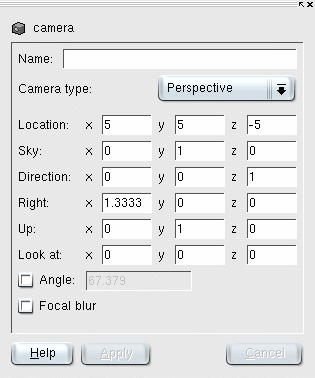 camera
Name:
Camera type: Perspective
Location: x 5 y 5 z -5
Sky: x 0 y 1 z 0
Direction: x 0 y 0 z 1
Right: x 1.3333 y 0 z 0
Up: x 0 y 1 z 0
Look at: x 0 y 0 z 0
Angle: 67.379
Focal blur
Help Apply Cancel